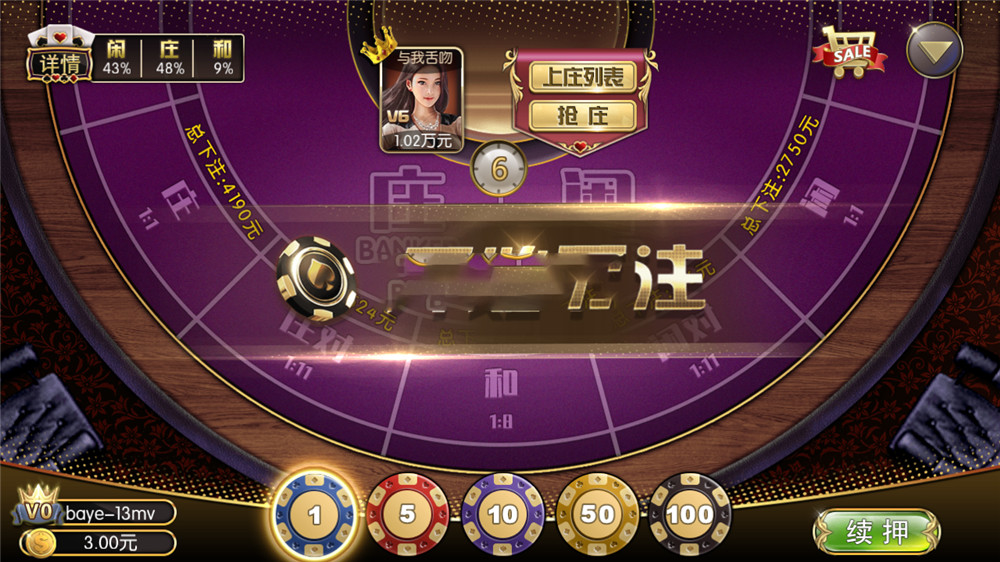 详情
闲 庄 和
43% 48% 9%
与我舌吻
V6
1.02万元
上庄列表
抢庄
SALE
6
总下注:4190元
总下注:2750元
庄
1:1
闲
1:1
庄 闲
注
24元
元
庄对
1:11
1:11
和
1:8
V0 baye-13mv
3.00元
1
5
10
50
100
续押